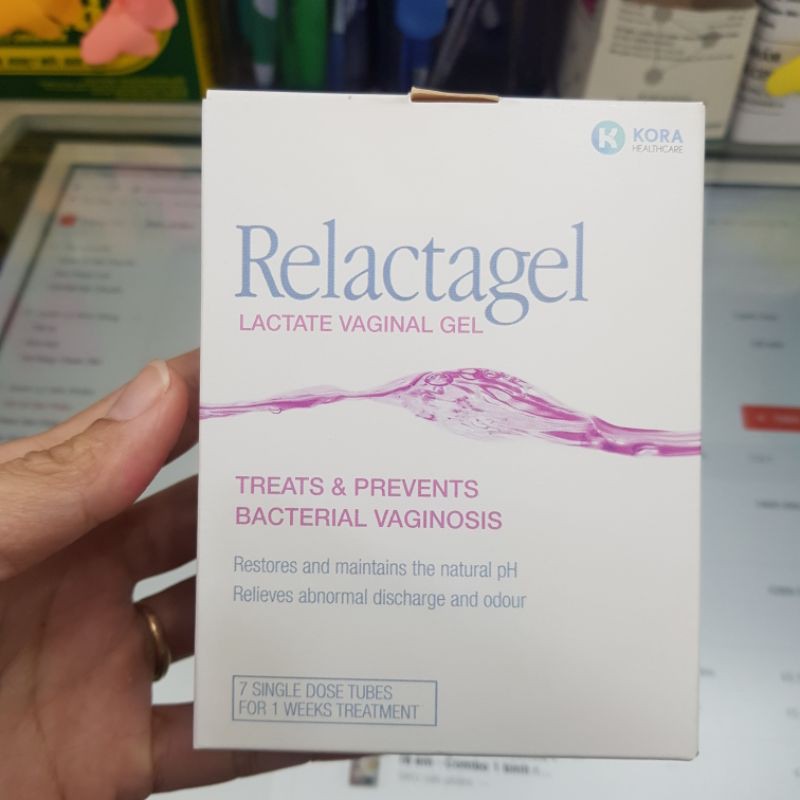 KORA
HEALTHCARE
Relactagel
LACTATE VAGINAL GEL
TREATS & PREVENTS
BACTERIAL VAGINOSIS
Restores and maintains the natural pH
Relieves abnormal discharge and odour
7 SINGLE DOSE TUBES
FOR 1 WEEKS TREATMENT